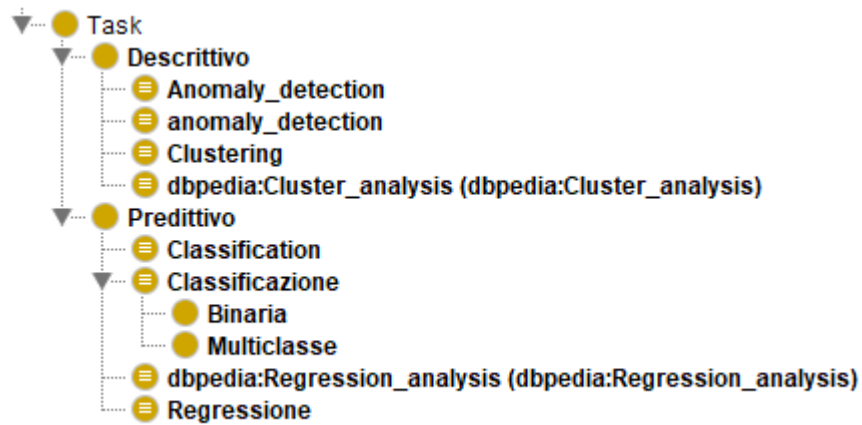 Task
Descrittivo
Anomaly_detection
anomaly_detection
Clustering
dbpedia:Cluster_analysis (dbpedia:Cluster_analysis)
Predittivo
Classification
Classificazione
Binaria
Multiclasse
dbpedia:Regression_analysis (dbpedia:Regression_analysis)
Regressione